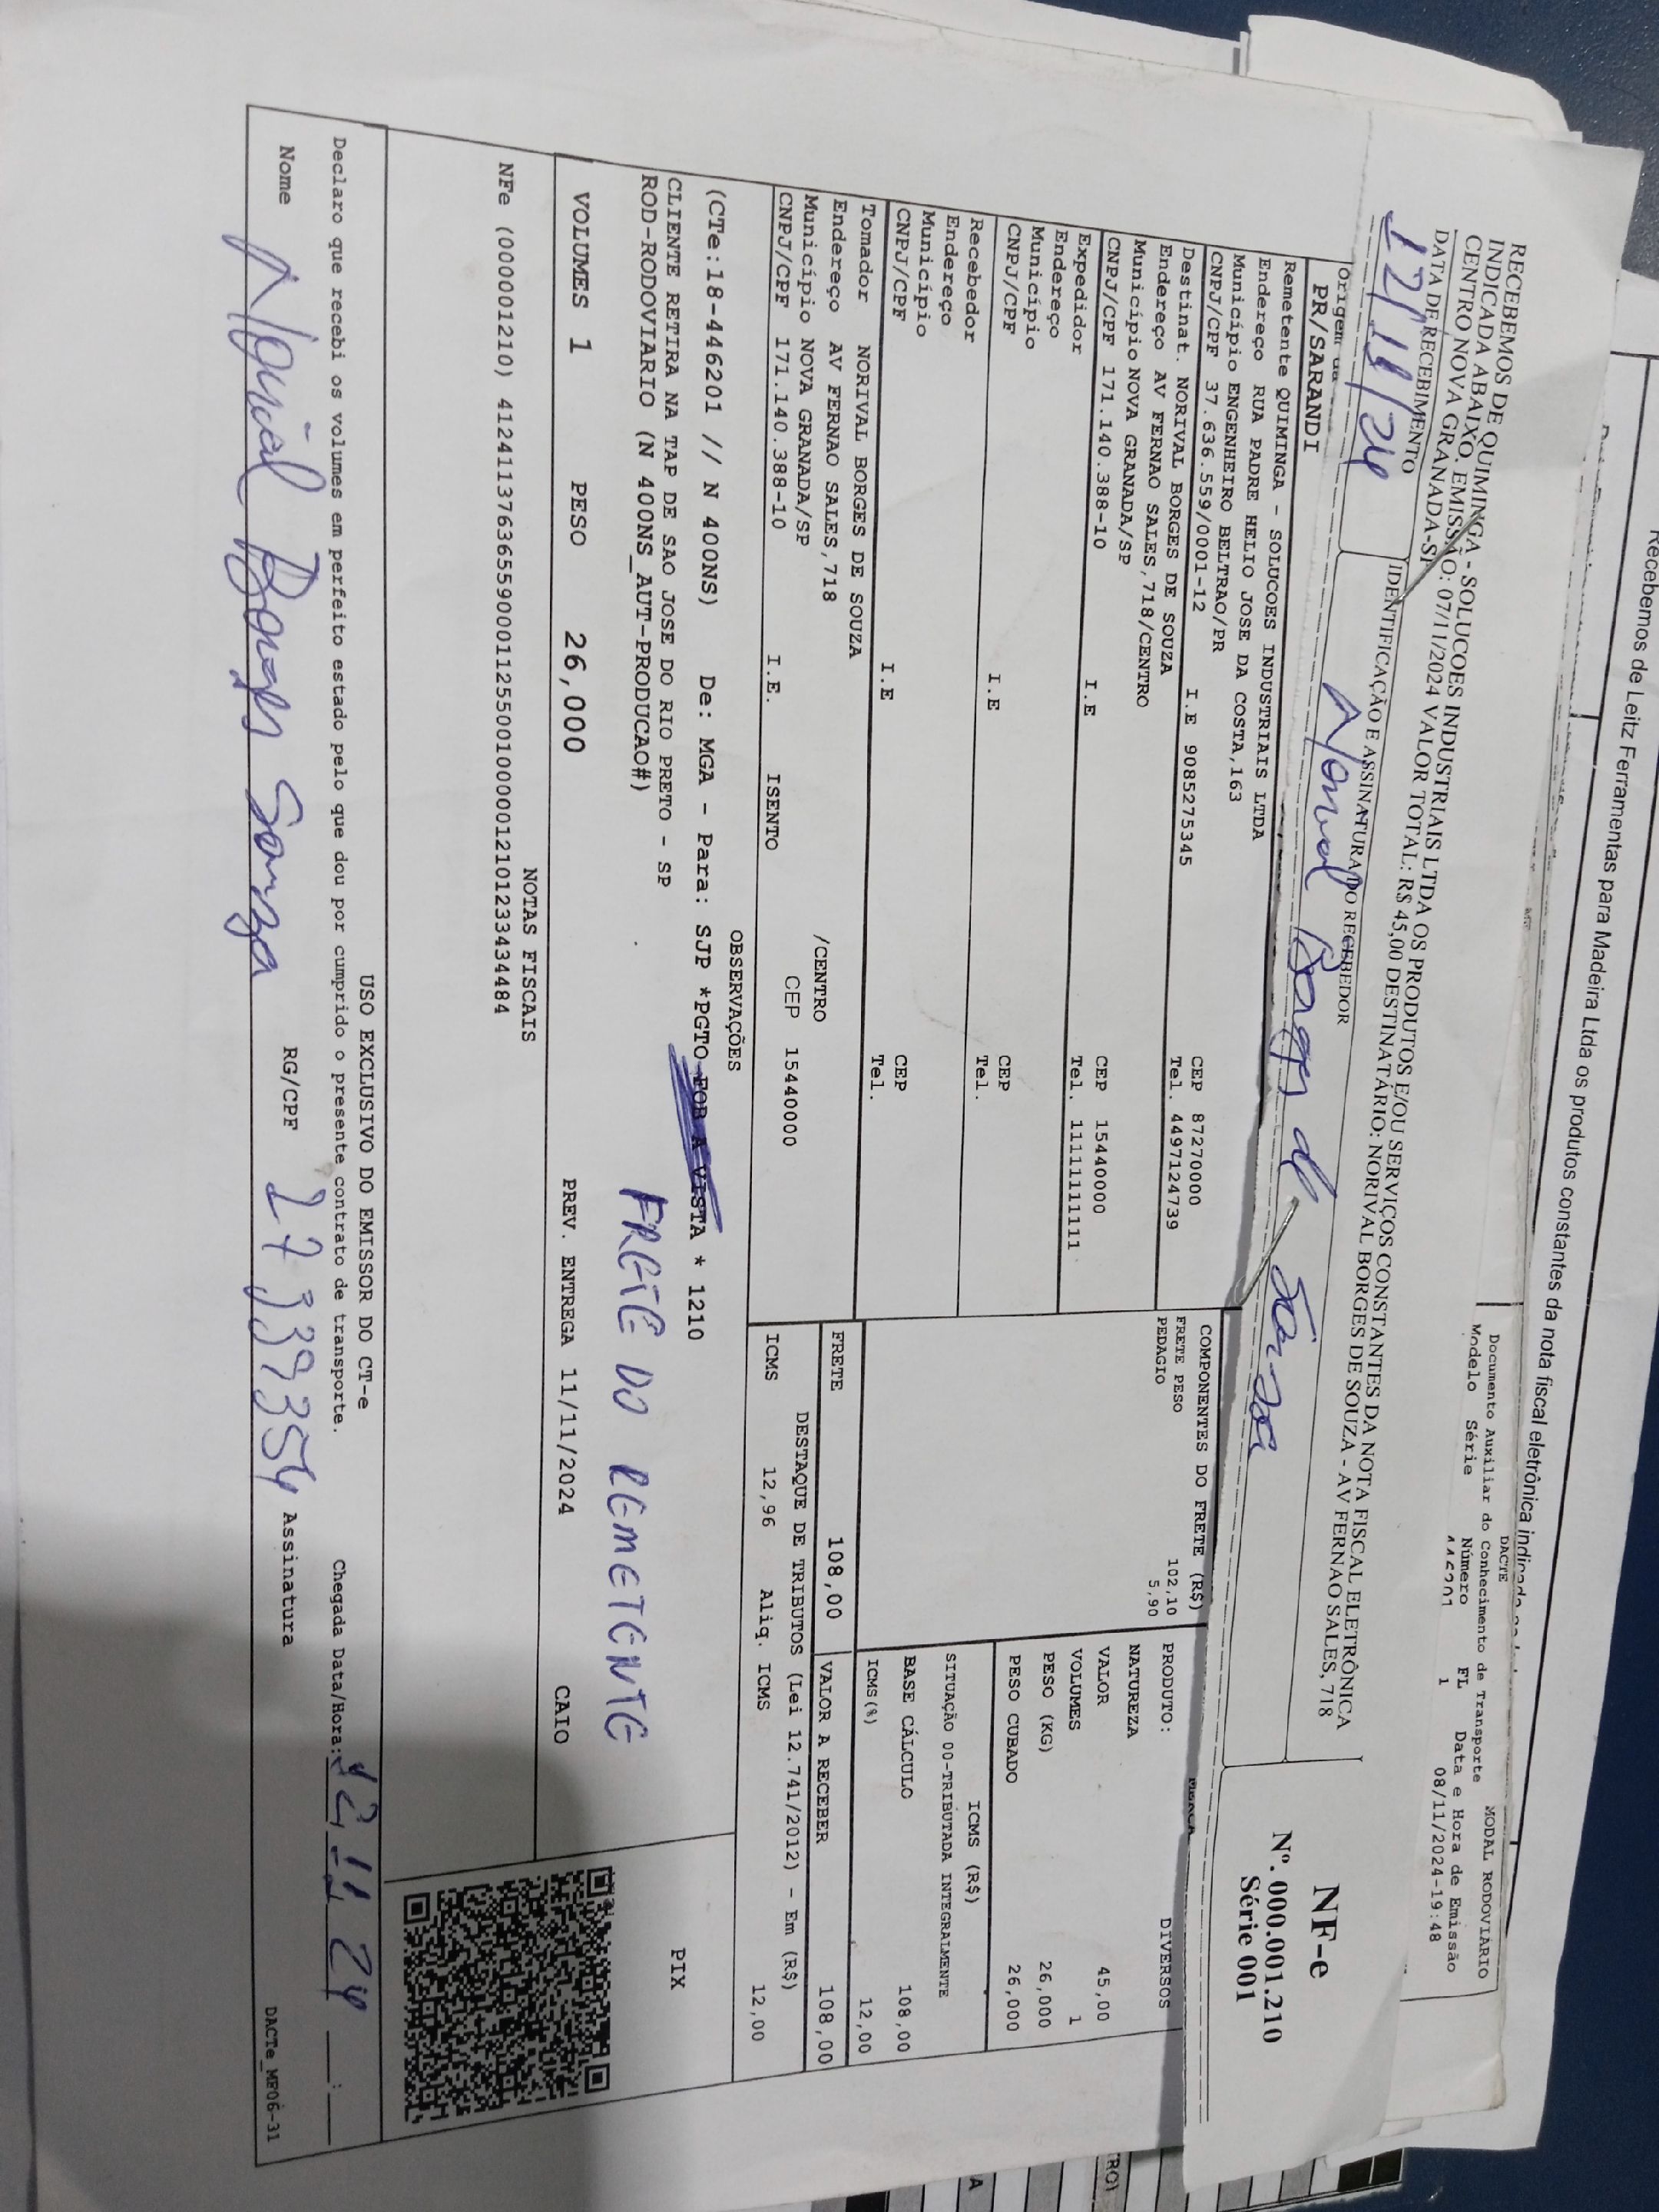 Recebemos de Leitz Ferramentas para Madeira Ltda os produtos constantes da nota fiscal eletrônica
DACTE
Documento Auxiliar do Conhecimento de Transporte
MODAL RODOVIARIO
Modelo Série Número FL Data e Hora de Emissão
446201 1 08/11/2024-19:48
RECEBEMOS DE QUIMINGA - SOLUCOES INDUSTRIAIS LTDA OS PRODUTOS E/OU SERVIÇOS CONSTANTES DA NOTA FISCAL ELETRÔNICA
INDICADA ABAIXO, EMISSÃO: 07/11/2024 VALOR TOTAL: R$ 45,00 DESTINATÁRIO: NORIVAL BORGES DE SOUZA - AV FERNAO SALES, 718
CENTRO NOVA GRANADA-SP
DATA DE RECEBIMENTO
IDENTIFICAÇÃO E ASSINATURA DO RECEBEDOR
12/11/24
Norival Borges de Souza
NF-e
Nº. 000.001.210
Série 001
Origem da
PR/SARANDI
Remetente QUIMINGA - SOLUCOES INDUSTRIAIS LTDA
Endereço RUA PADRE HELIO JOSE DA COSTA,163
Município ENGENHEIRO BELTRAO/PR CEP 87270000
CNPJ/CPF 37.636.559/0001-12 I.E 9085275345 Tel. 4497124739
Destinat. NORIVAL BORGES DE SOUZA
Endereço AV FERNAO SALES,718/CENTRO
Município NOVA GRANADA/SP CEP 15440000
CNPJ/CPF 171.140.388-10 I.E Tel. 11111111111
Expedidor
Endereço
Município CEP
CNPJ/CPF I.E Tel.
Recebedor
Endereço
Município CEP
CNPJ/CPF I.E Tel.
Tomador NORIVAL BORGES DE SOUZA
Endereço AV FERNAO SALES,718 /CENTRO
Município NOVA GRANADA/SP CEP 15440000
CNPJ/CPF 171.140.388-10 I.E. ISENTO
COMPONENTES DO FRETE (R$)
FRETE PESO 102,10
PEDAGIO 5,90
PRODUTO: DIVERSOS
NATUREZA
VALOR 45,00
VOLUMES 1
PESO (KG) 26,000
PESO CUBADO 26,000
ICMS (R$)
SITUAÇÃO 00-TRIBUTADA INTEGRALMENTE
BASE CÁLCULO 108,00
ICMS(%) 12,00
FRETE 108,00 VALOR A RECEBER 108,00
DESTAQUE DE TRIBUTOS (Lei 12.741/2012) - Em (R$)
ICMS 12,96 Aliq. ICMS 12,00
OBSERVAÇÕES
(CTe:18-446201 // N 400NS) De: MGA - Para: SJP *PGTO FOB A VISTA * 1210
CLIENTE RETIRA NA TAP DE SAO JOSE DO RIO PRETO - SP
ROD-RODOVIARIO (N 400NS_AUT-PRODUCAO#)
FRETE DO REMETENTE
PIX
VOLUMES 1 PESO 26,000 PREV. ENTREGA 11/11/2024 CAIO
NOTAS FISCAIS
NFe (000001210) 41241137636559000112550010000012101233434484
USO EXCLUSIVO DO EMISSOR DO CT-e
Declaro que recebi os volumes em perfeito estado pelo que dou por cumprido o presente contrato de transporte. Chegada Data/Hora: 12 11 24 __:__
Nome Norival Borges Souza RG/CPF 27339354 Assinatura
DACTe_MF06-31